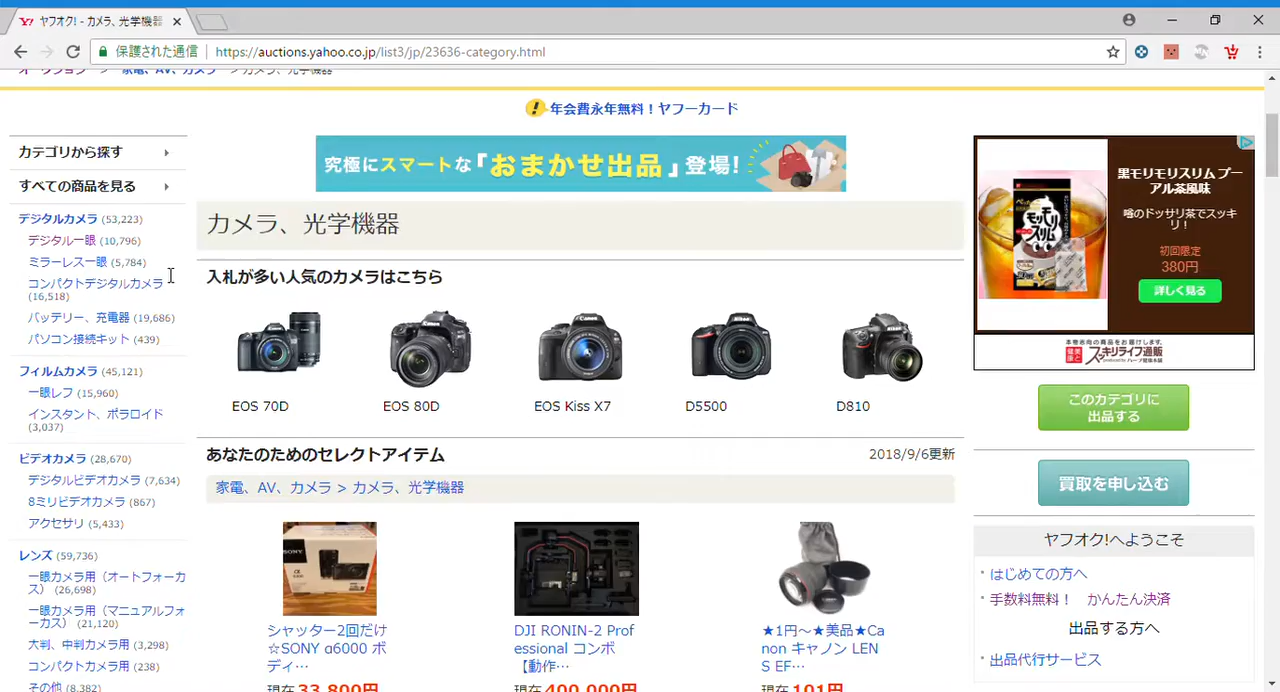 ヤフオク! - カメラ、光学機器
保護された通信
https://auctions.yahoo.co.jp/list3/jp/23636-category.html
オークション > 家電、AV、カメラ > カメラ、光学機器
年会費永年無料！ヤフーカード
カテゴリから探す
すべての商品を見る
デジタルカメラ (53,223)
デジタル一眼 (10,796)
ミラーレス一眼 (5,784)
コンパクトデジタルカメラ
(16,518)
バッテリー、充電器 (19,686)
パソコン接続キット (439)
フィルムカメラ (45,121)
一眼レフ (15,960)
インスタント、ポラロイド
(3,037)
ビデオカメラ (28,670)
デジタルビデオカメラ (7,634)
8ミリビデオカメラ (867)
アクセサリ (5,433)
レンズ (59,736)
一眼カメラ用（オートフォーカ
ス） (26,698)
一眼カメラ用（マニュアルフォ
ーカス） (21,120)
大判、中判カメラ用 (3,298)
コンパクトカメラ用 (238)
その他 (8,382)
究極にスマートな「おまかせ出品」登場!
カメラ、光学機器
入札が多い人気のカメラはこちら
EOS 70D
EOS 80D
EOS Kiss X7
D5500
D810
あなたのためのセレクトアイテム
2018/9/6更新
家電、AV、カメラ > カメラ、光学機器
シャッター2回だけ
☆SONY α6000 ボ
ディ…
現在 33,800円
DJI RONIN-2 Prof
essional コンボ
【動作…
現在 400,000円
★1円～★美品★Ca
non キャノン LEN
S EF…
現在 101円
黒モリモリスリム プー
アル茶風味
噂のドッサリ茶でスッキ
リ！
初回限定
380円
詳しく見る
モリモリ
スリム
本物志向の商品をお届けします。
スッキリライフ通販
このカテゴリに
出品する
買取を申し込む
ヤフオク!へようこそ
はじめての方へ
手数料無料！ かんたん決済
出品する方へ
出品代行サービス